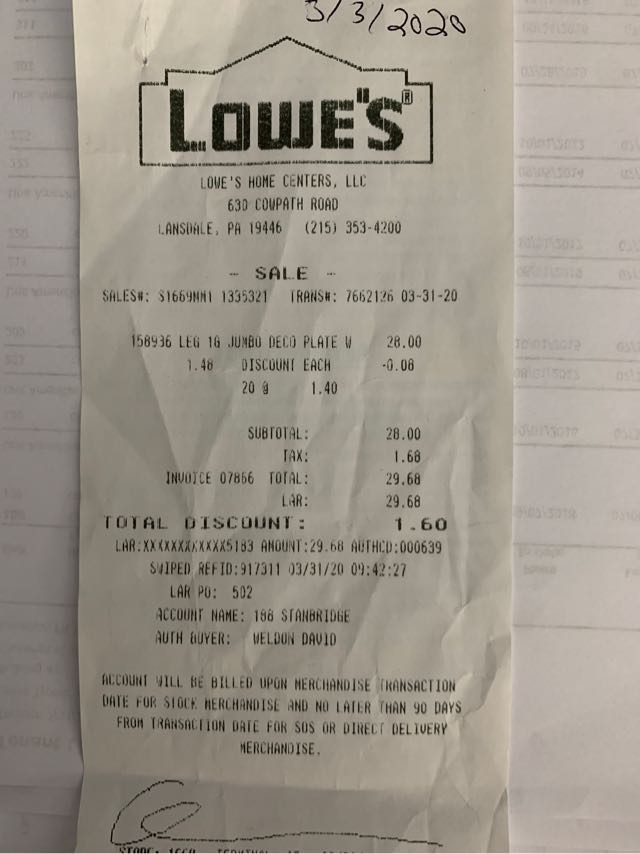 3/3/2020
LOWE'S®
LOWE'S HOME CENTERS, LLC
630 COWPATH ROAD
LANSDALE, PA 19446 (215) 353-4200
- SALE -
SALES#: S1669MM1 1335321 TRANS#: 7662126 03-31-20
158936 LEG 1G JUMBO DECO PLATE W 28.00
1.48 DISCOUNT EACH -0.08
20 @ 1.40
SUBTOTAL: 28.00
TAX: 1.68
INVOICE 07866 TOTAL: 29.68
LAR: 29.68
TOTAL DISCOUNT: 1.60
LAR:XXXXXXXXXXXX5183 AMOUNT:29.68 AUTHCD:000639
SWIPED REFID:917311 03/31/20 09:42:27
LAR PO: 502
ACCOUNT NAME: 188 STANBRIDGE
AUTH BUYER: WELDON DAVID
ACCOUNT WILL BE BILLED UPON MERCHANDISE TRANSACTION
DATE FOR STOCK MERCHANDISE AND NO LATER THAN 90 DAYS
FROM TRANSACTION DATE FOR SOS OR DIRECT DELIVERY
MERCHANDISE.